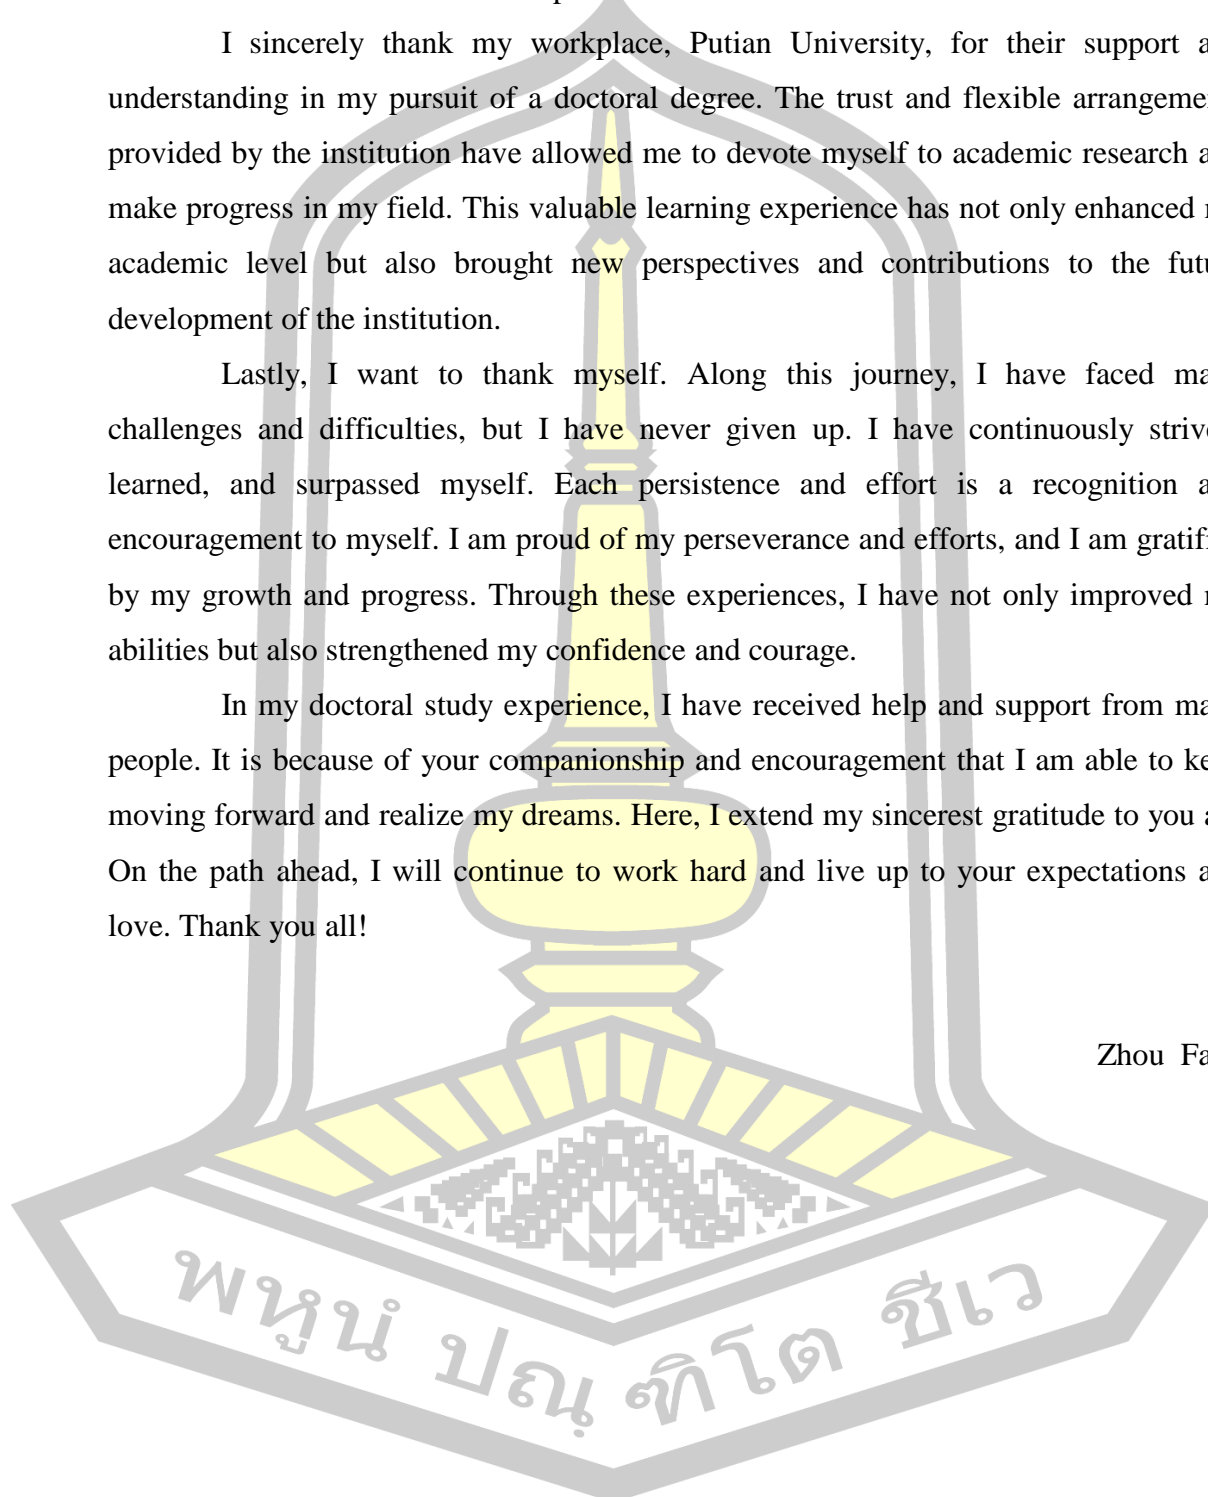 I sincerely thank my workplace, Putian University, for their support a
understanding in my pursuit of a doctoral degree. The trust and flexible arrangemen
provided by the institution have allowed me to devote myself to academic research a
make progress in my field. This valuable learning experience has not only enhanced
academic level but also brought new perspectives and contributions to the futu
development of the institution.
Lastly, I want to thank myself. Along this journey, I have faced ma
challenges and difficulties, but I have never given up. I have continuously strive
learned, and surpassed myself. Each persistence and effort is a recognition a
encouragement to myself. I am proud of my perseverance and efforts, and I am gratifi
by my growth and progress. Through these experiences, I have not only improved
abilities but also strengthened my confidence and courage.
In my doctoral study experience, I have received help and support from ma
people. It is because of your companionship and encouragement that I am able to ke
moving forward and realize my dreams. Here, I extend my sincerest gratitude to you a
On the path ahead, I will continue to work hard and live up to your expectations a
love. Thank you all!
Zhou Fa
พหูนํ ปณฺฑิโต ชีเว